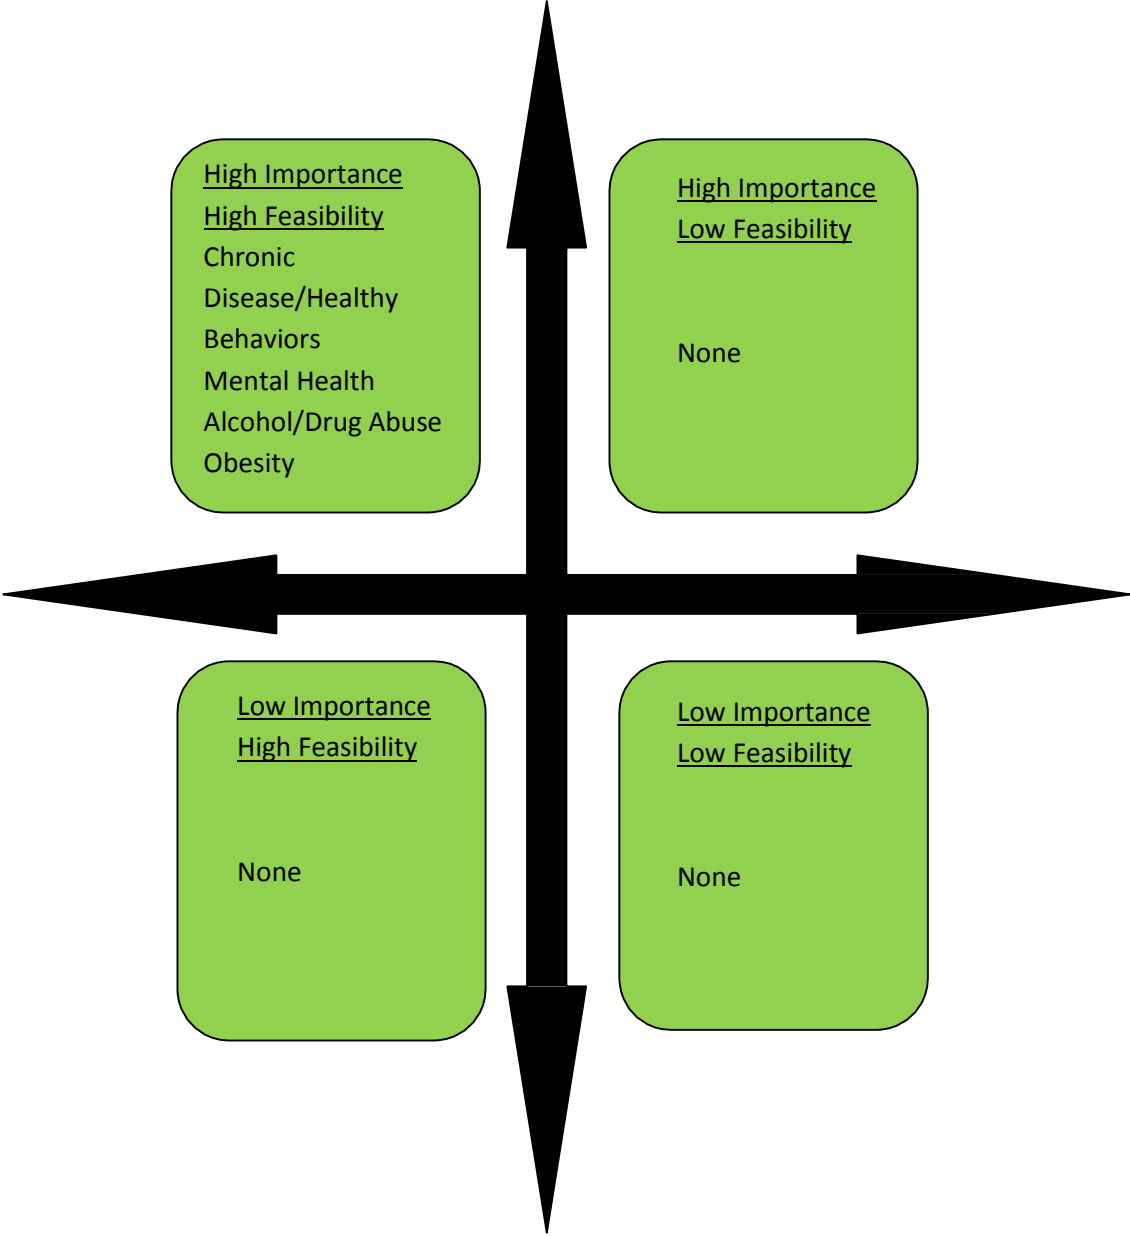 High Importance
High Feasibility
Chronic
Disease/Healthy
Behaviors
Mental Health
Alcohol/Drug Abuse
Obesity
High Importance
Low Feasibility
None
Low Importance
High Feasibility
None
Low Importance
Low Feasibility
None